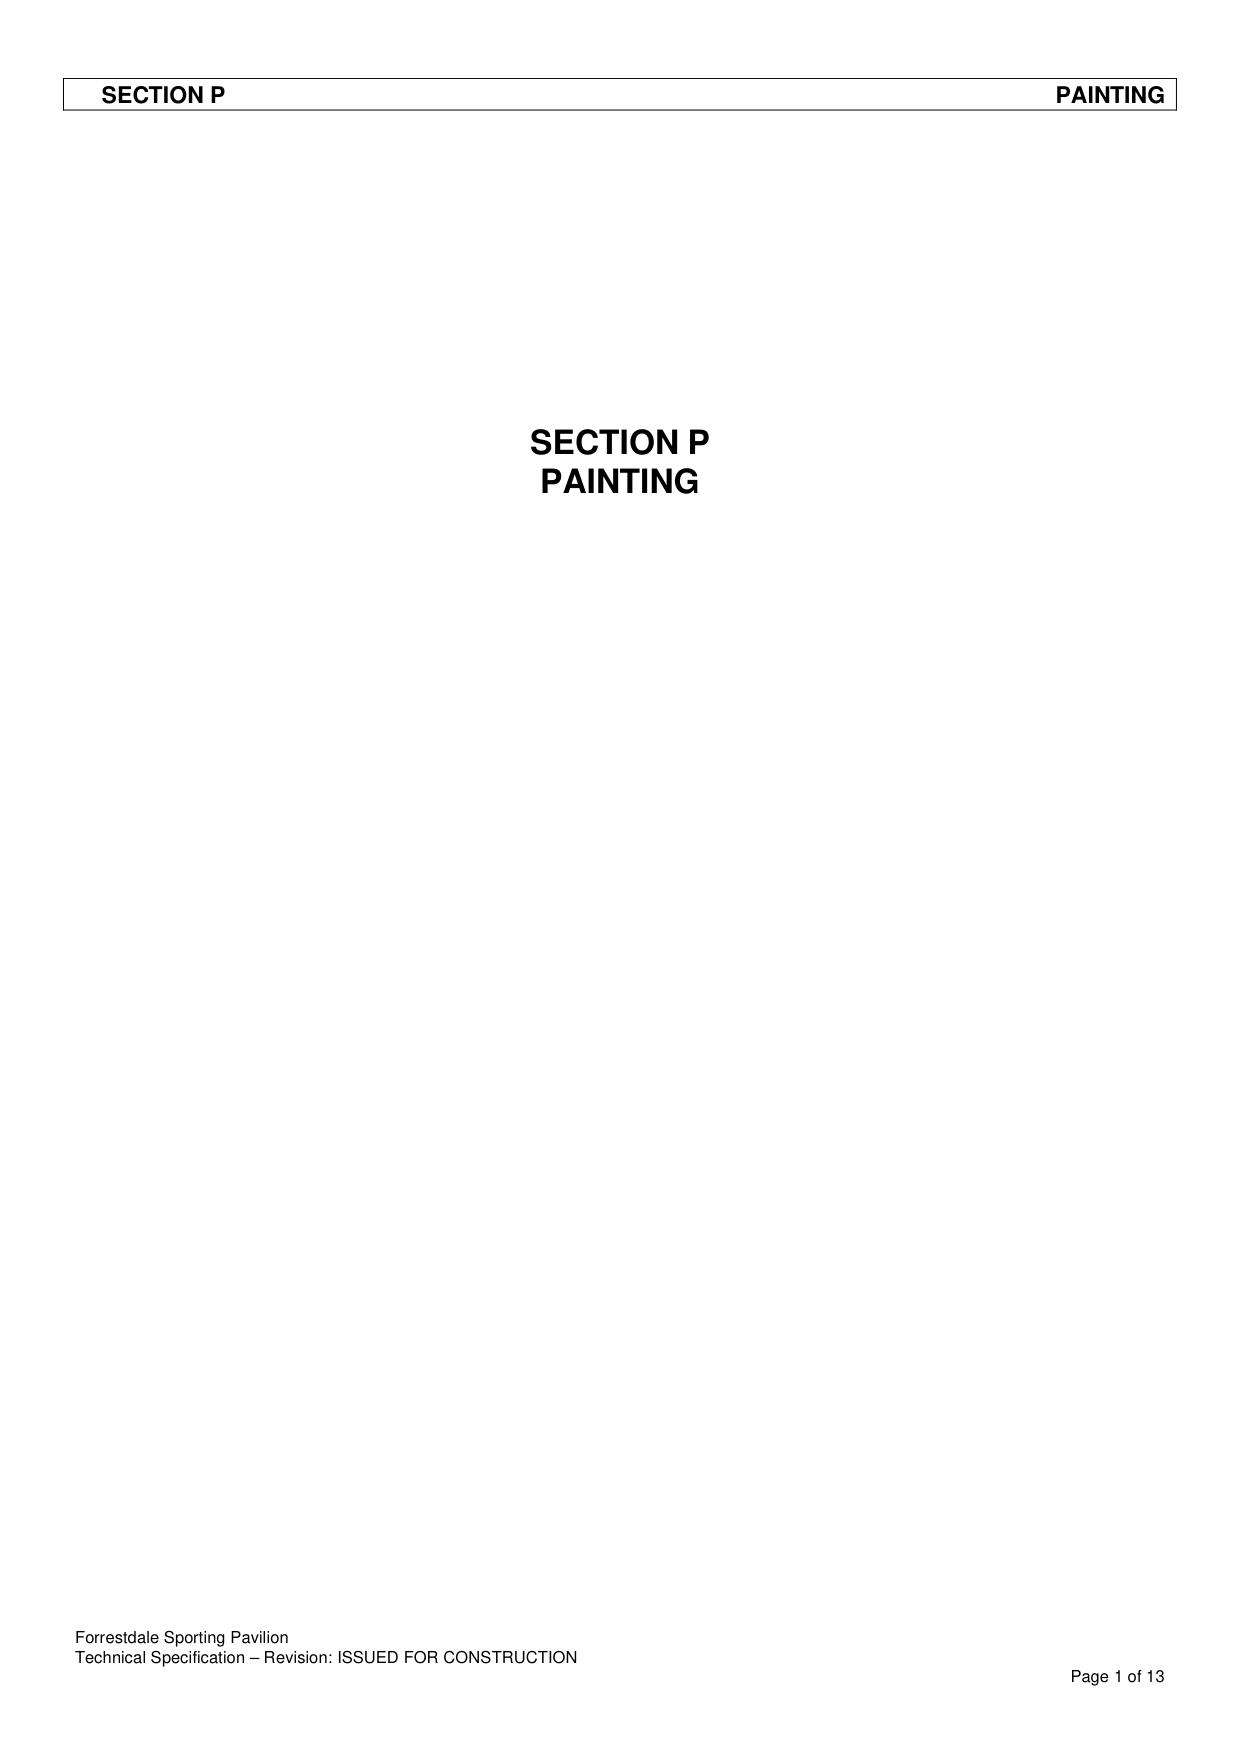 SECTION P PAINTING
SECTION P
PAINTING
Forrestdale Sporting Pavilion
Technical Specification – Revision: ISSUED FOR CONSTRUCTION
Page 1 of 13